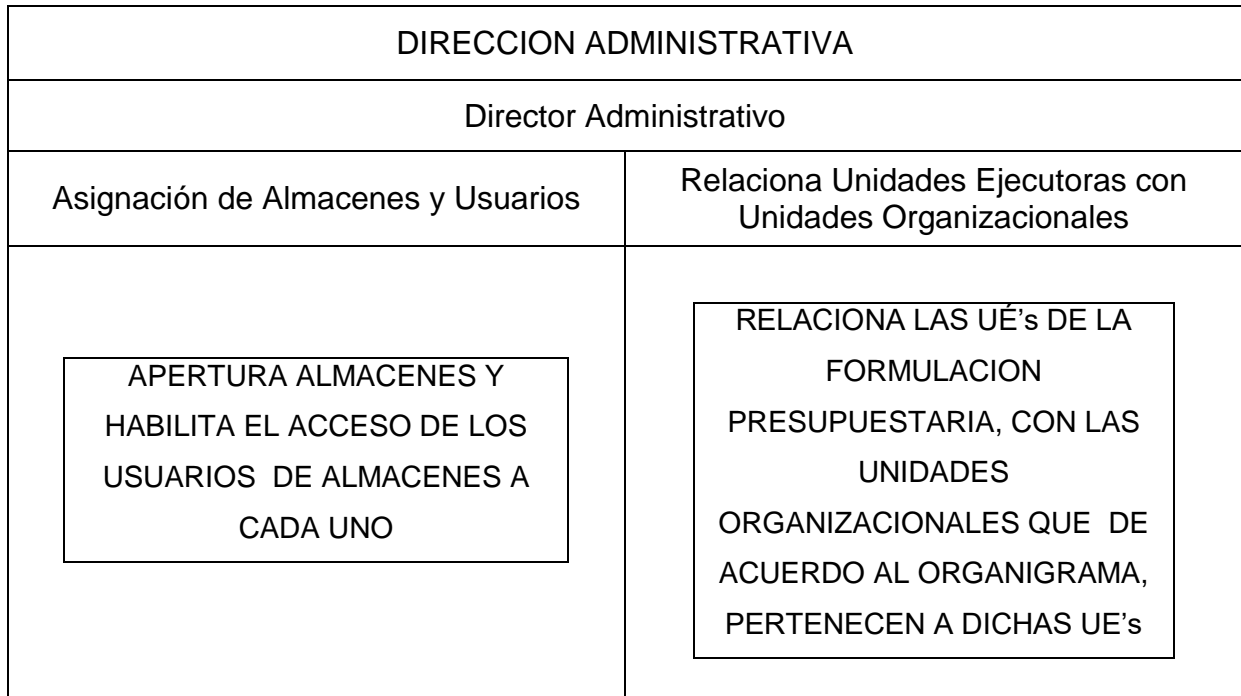 DIRECCION ADMINISTRATIVA
Director Administrativo
Asignación de Almacenes y Usuarios
Relaciona Unidades Ejecutoras con
Unidades Organizacionales
APERTURA ALMACENES Y
HABILITA EL ACCESO DE LOS
USUARIOS DE ALMACENES A
CADA UNO
RELACIONA LAS UÉ’s DE LA
FORMULACION
PRESUPUESTARIA, CON LAS
UNIDADES
ORGANIZACIONALES QUE DE
ACUERDO AL ORGANIGRAMA,
PERTENECEN A DICHAS UE’s